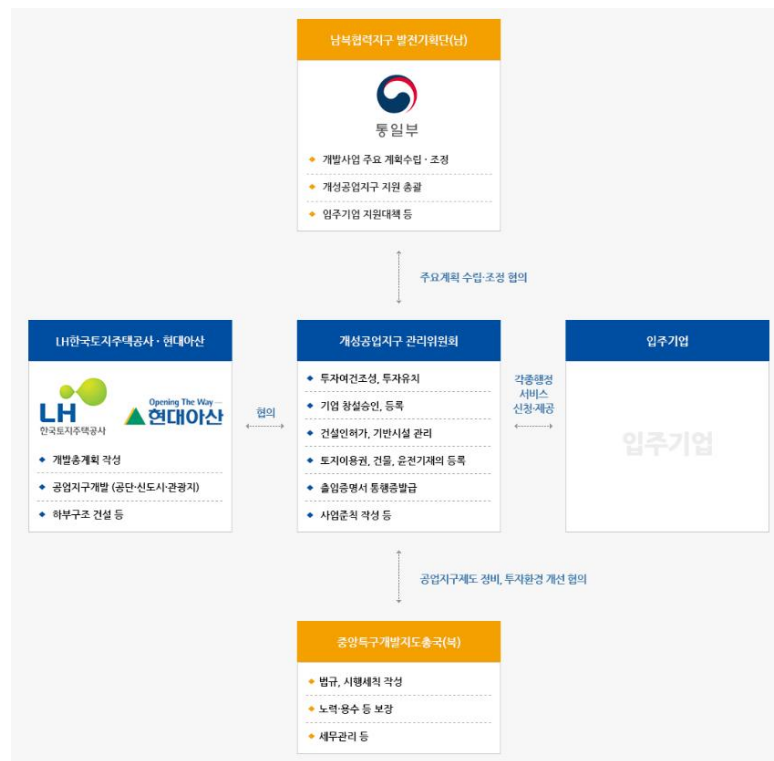 남북협력지구 발전기획단(남)
통일부
개발사업 주요 계획수립 · 조정
개성공업지구 지원 총괄
입주기업 지원대책 등
주요계획 수립·조정 협의
LH한국토지주택공사 · 현대아산
LH
한국토지주택공사
Opening The Way
현대아산
개발총계획 작성
공업지구개발 (공단·신도시·관광지)
하부구조 건설 등
협의
개성공업지구 관리위원회
투자여건조성, 투자유치
기업 창설승인, 등록
건설인허가, 기반시설 관리
토지이용권, 건물, 윤전기재의 등록
출입증명서 통행증발급
사업준칙 작성 등
각종행정
서비스
신청·제공
입주기업
입주기업
공업지구제도 정비, 투자환경 개선 협의
중앙특구개발지도총국(북)
법규, 시행세칙 작성
노력·용수 등 보장
세무관리 등